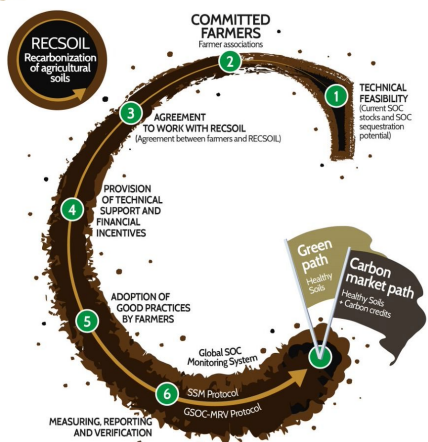 RECSOIL
Recarbonization
of agricultural
soils
COMMITTED
FARMERS
Farmer associations
2
1
TECHNICAL
FEASIBILITY
(Current SOC
stocks and SOC
sequestration
potential)
3
AGREEMENT
TO WORK WITH RECSOIL
(Agreement between farmers and RECSOIL)
4
PROVISION
OF TECHNICAL
SUPPORT AND
FINANCIAL
INCENTIVES
5
ADOPTION OF
GOOD PRACTICES
BY FARMERS
6
MEASURING, REPORTING
AND VERIFICATION
Global SOC
Monitoring System
SSM Protocol
GSOC-MRV Protocol
Green
path
Healthy
Soils
Carbon
market path
Healthy Soils
+ Carbon credits